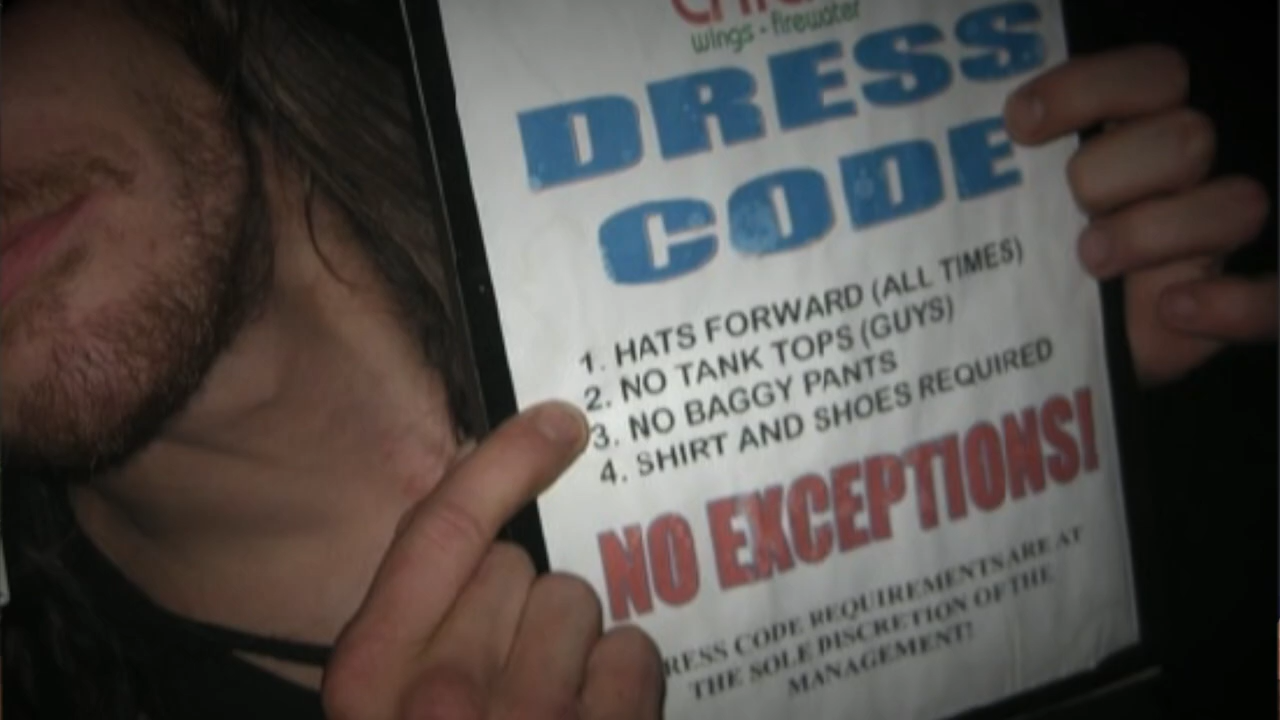 wings - firewater
DRESS
CODE
1. HATS FORWARD (ALL TIMES)
2. NO TANK TOPS (GUYS)
3. NO BAGGY PANTS
4. SHIRT AND SHOES REQUIRED
NO EXCEPTIONS!
CODE REQUIREMENTS ARE AT
THE SOLE DISCRETION OF THE
MANAGEMENT!